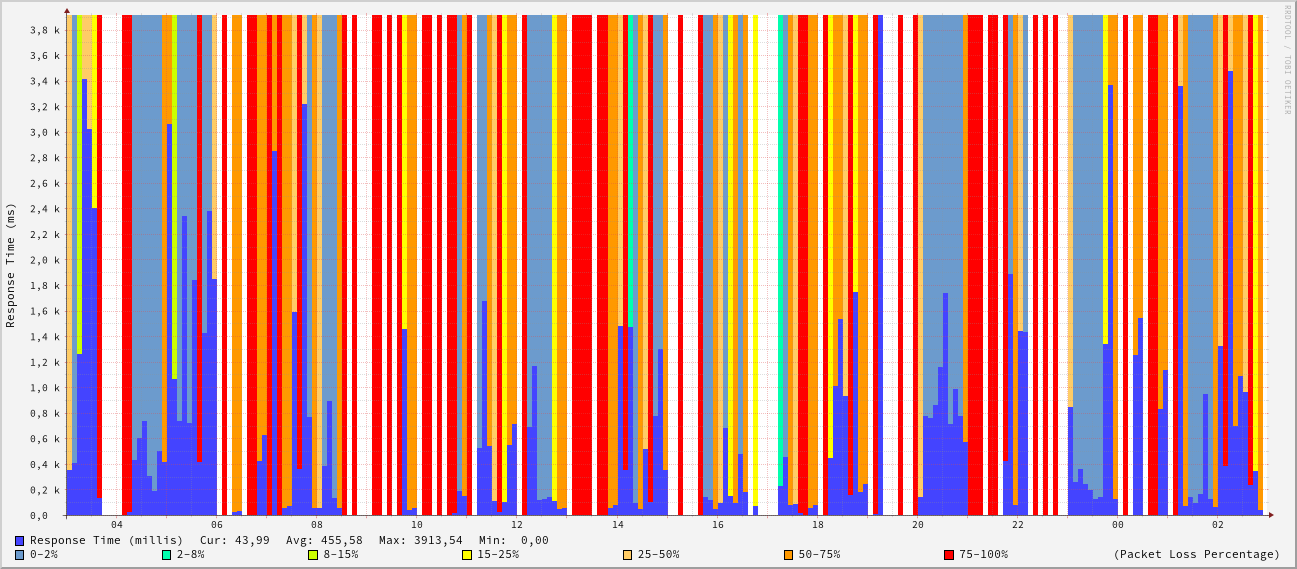 RRDTOOL / TOBI OETIKER
Response Time (ms)
3,8 k
3,6 k
3,4 k
3,2 k
3,0 k
2,8 k
2,6 k
2,4 k
2,2 k
2,0 k
1,8 k
1,6 k
1,4 k
1,2 k
1,0 k
0,8 k
0,6 k
0,4 k
0,2 k
0,0
04 06 08 10 12 14 16 18 20 22 00 02
Response Time (millis) Cur: 43,99 Avg: 455,58 Max: 3913,54 Min: 0,00
0-2% 2-8% 8-15% 15-25% 25-50% 50-75% 75-100% (Packet Loss Percentage)